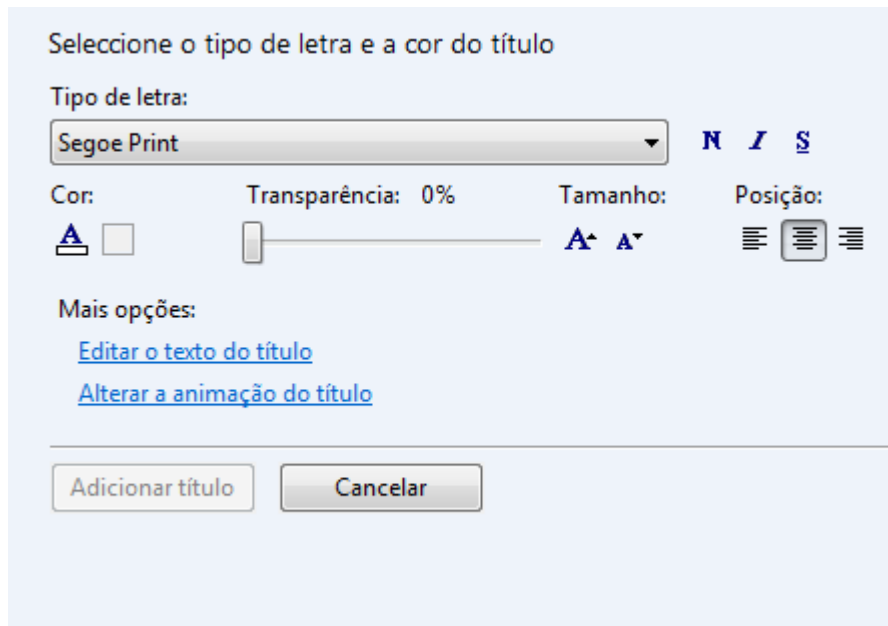 Seleccione o tipo de letra e a cor do título
Tipo de letra:
Segoe Print N I S
Cor: Transparência: 0% Tamanho: Posição:
A A A
Mais opções:
Editar o texto do título
Alterar a animação do título
Adicionar título Cancelar